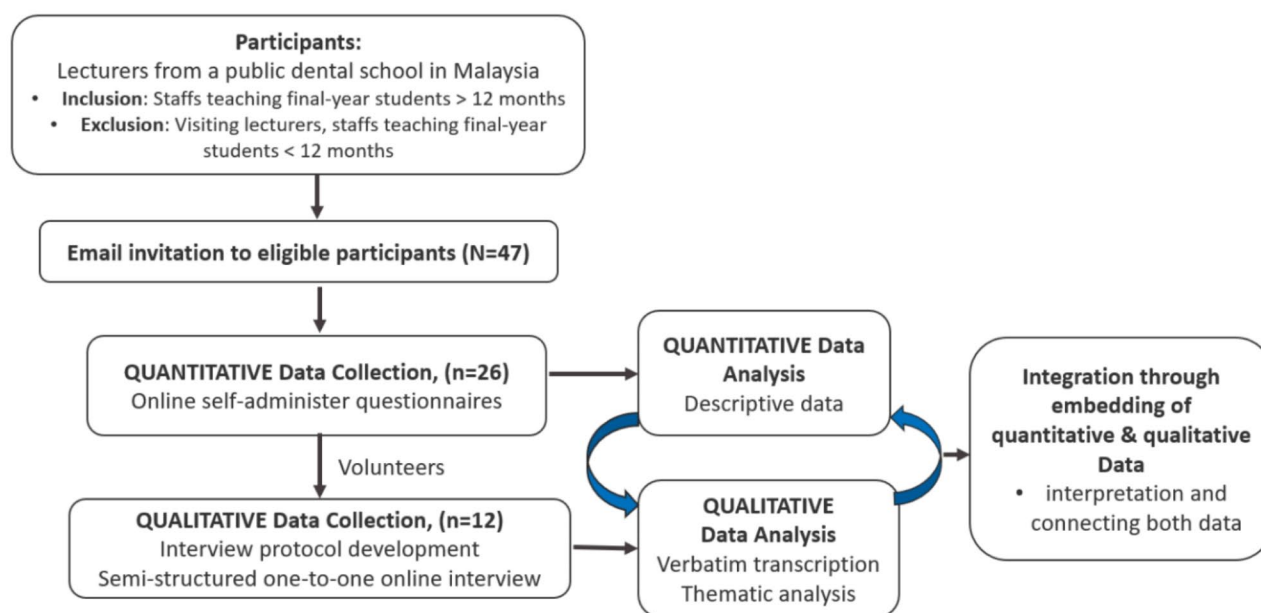 Participants:
Lecturers from a public dental school in Malaysia
• Inclusion: Staffs teaching final-year students > 12 months
• Exclusion: Visiting lecturers, staffs teaching final-year
students < 12 months
Email invitation to eligible participants (N=47)
QUANTITATIVE Data Collection, (n=26)
Online self-administer questionnaires
Volunteers
QUALITATIVE Data Collection, (n=12)
Interview protocol development
Semi-structured one-to-one online interview
QUANTITATIVE Data
Analysis
Descriptive data
QUALITATIVE
Data Analysis
Verbatim transcription
Thematic analysis
Integration through
embedding of
quantitative & qualitative
Data
• interpretation and
connecting both data